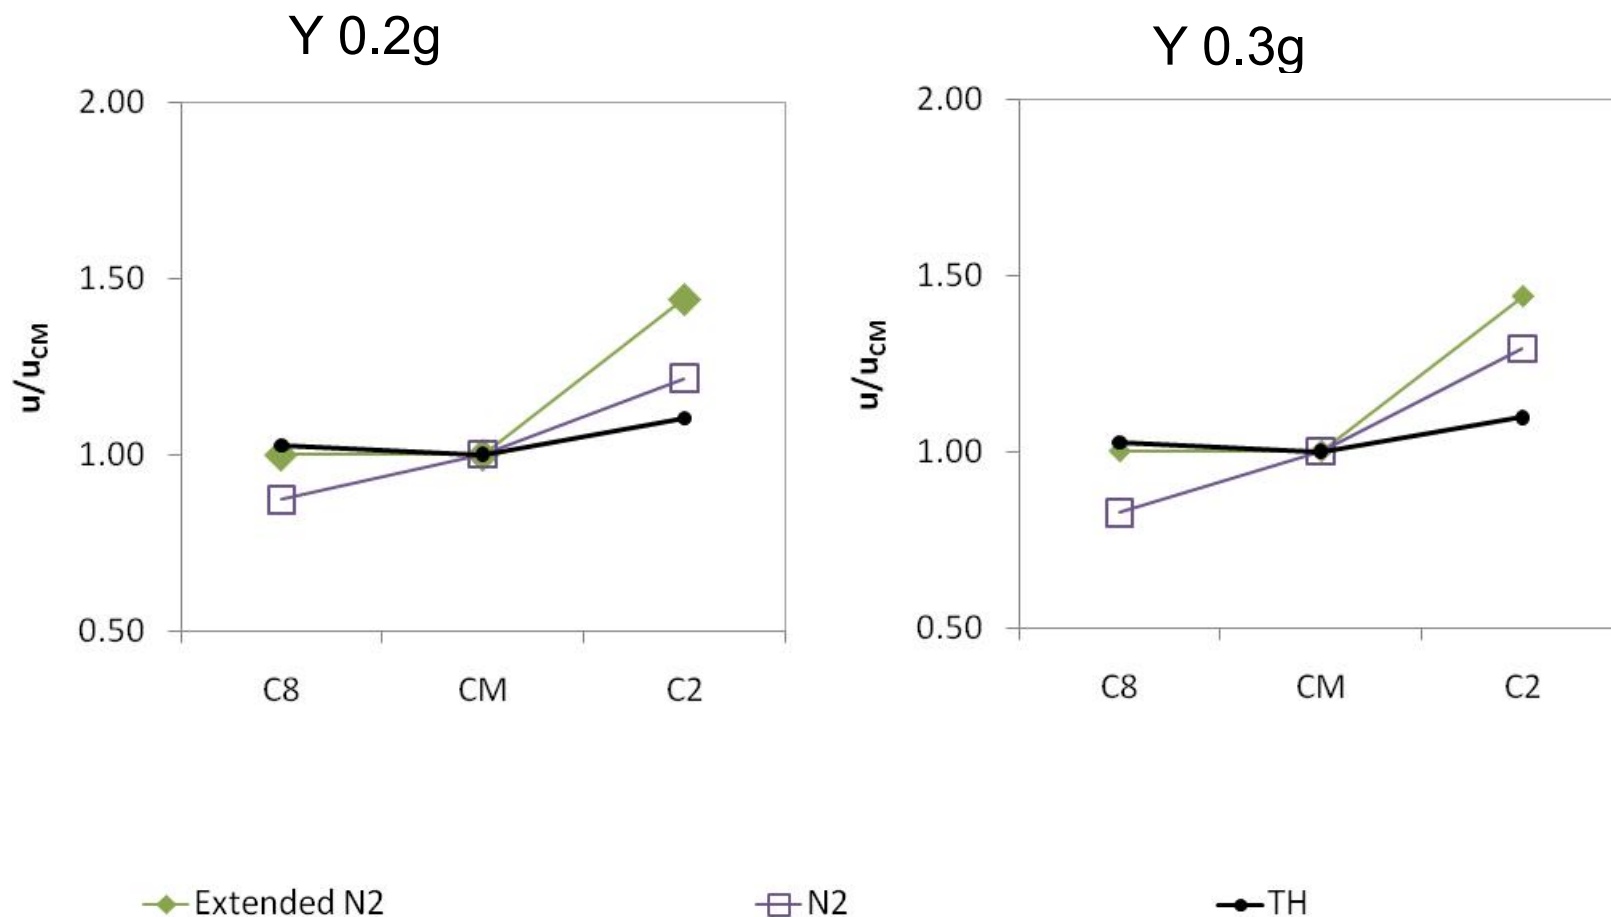 Y 0.2g
2.00
1.50
1.00
0.50
u/uCM
C8 CM C2
Y 0.3g
2.00
1.50
1.00
0.50
u/uCM
C8 CM C2
Extended N2 N2 TH